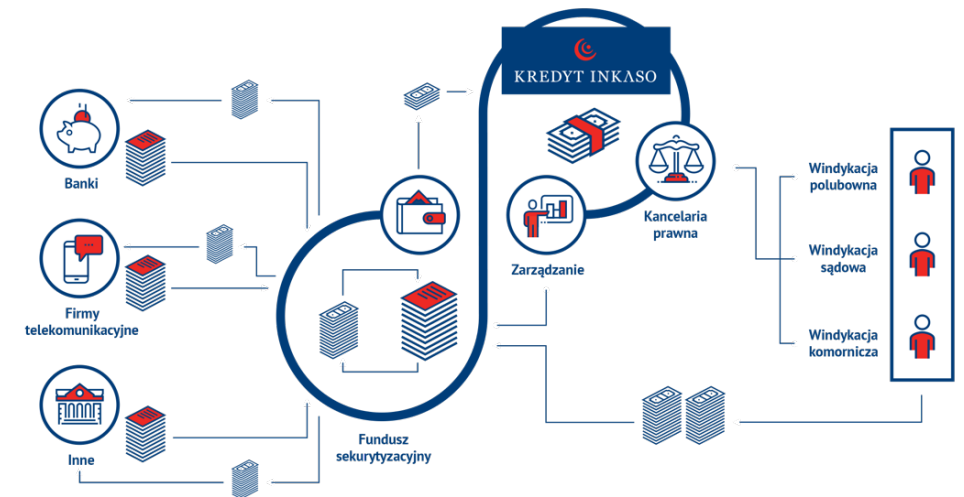 KREDYT INKASO
Banki
Firmy
telekomunikacyjne
Inne
Fundusz
sekurytyzacyjny
Zarządzanie
Kancelaria
prawna
Windykacja
polubowna
Windykacja
sądowa
Windykacja
komornicza